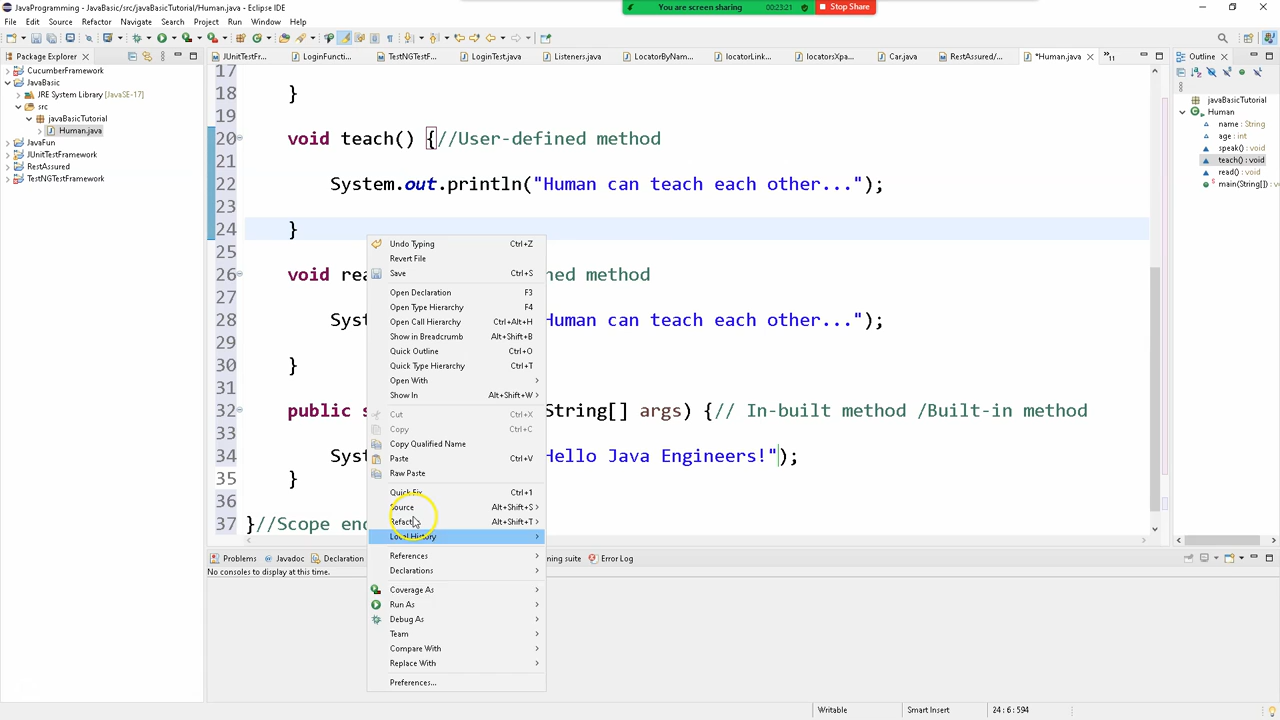 JavaProgramming - JavaBasic/src/javaBasicTutorial/Human.java - Eclipse IDE
You are screen sharing
23:23:21
Stop Share
File Edit Source Refactor Navigate Search Project Run Window Help
Package Explorer
JUnitTestFr...
LoginFuncti...
TestNGTestF...
LoginTest.java
Listeners.java
LocatorByNam...
locatorLink...
locatorsXpa...
Car.java
RestAssured/...
*Human.java
11
Outline
CucumberFramework
JavaBasic
JRE System Library [JavaSE-17]
src
javaBasicTutorial
Human.java
JavaFun
JUnitTestFramework
RestAssured
TestNGTestFramework
17
18 }
19
20 void teach() {//User-defined method
21
22 System.out.println("Human can teach each other...");
23
24 }
25
26 void rea ned method
27
28 Syst Human can teach each other...");
29
30 }
31
32 public s String[] args) {// In-built method /Built-in method
33
34 Syst Hello Java Engineers!");
35 }
36
37 }//Scope end
Undo Typing Ctrl+Z
Revert File
Save Ctrl+S
Open Declaration F3
Open Type Hierarchy F4
Open Call Hierarchy Ctrl+Alt+H
Show in Breadcrumb Alt+Shift+B
Quick Outline Ctrl+O
Quick Type Hierarchy Ctrl+T
Open With
Show In Alt+Shift+W
Cut Ctrl+X
Copy Ctrl+C
Copy Qualified Name
Paste Ctrl+V
Raw Paste
Quick Fix Ctrl+1
Source Alt+Shift+S
Refactor Alt+Shift+T
Local History
References
Declarations
Coverage As
Run As
Debug As
Team
Compare With
Replace With
Preferences...
javaBasicTutorial
Human
name : String
age : int
speak() : void
teach() : void
read() : void
main(String[]) : v
Problems
Javadoc
Declaration
ning suite
Error Log
No consoles to display at this time.
Writable
Smart Insert
24 : 6 : 594